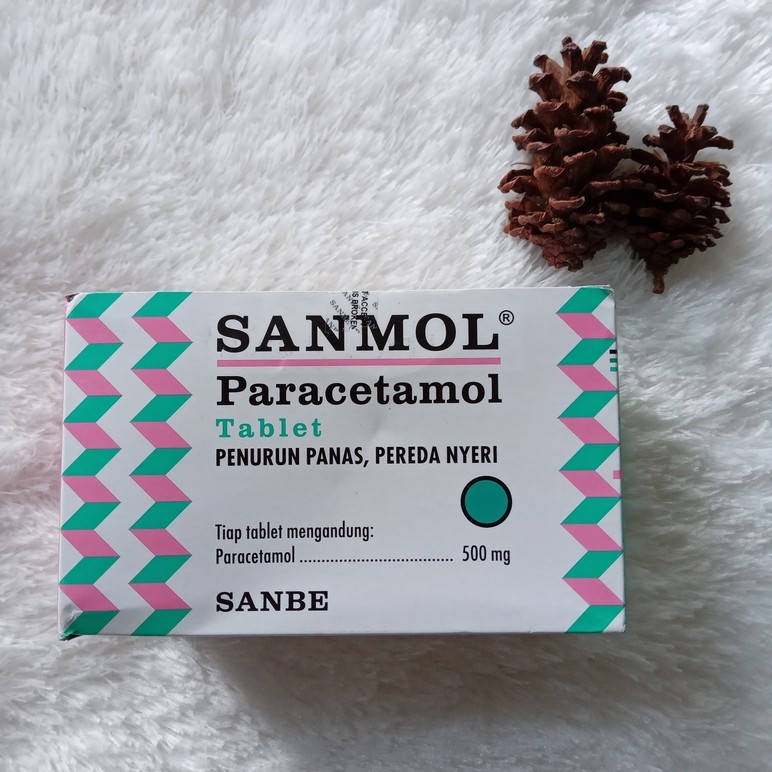 SANMOL®
Paracetamol
Tablet
PENURUN PANAS, PEREDA NYERI
Tiap tablet mengandung:
Paracetamol .................................... 500 mg
SANBE